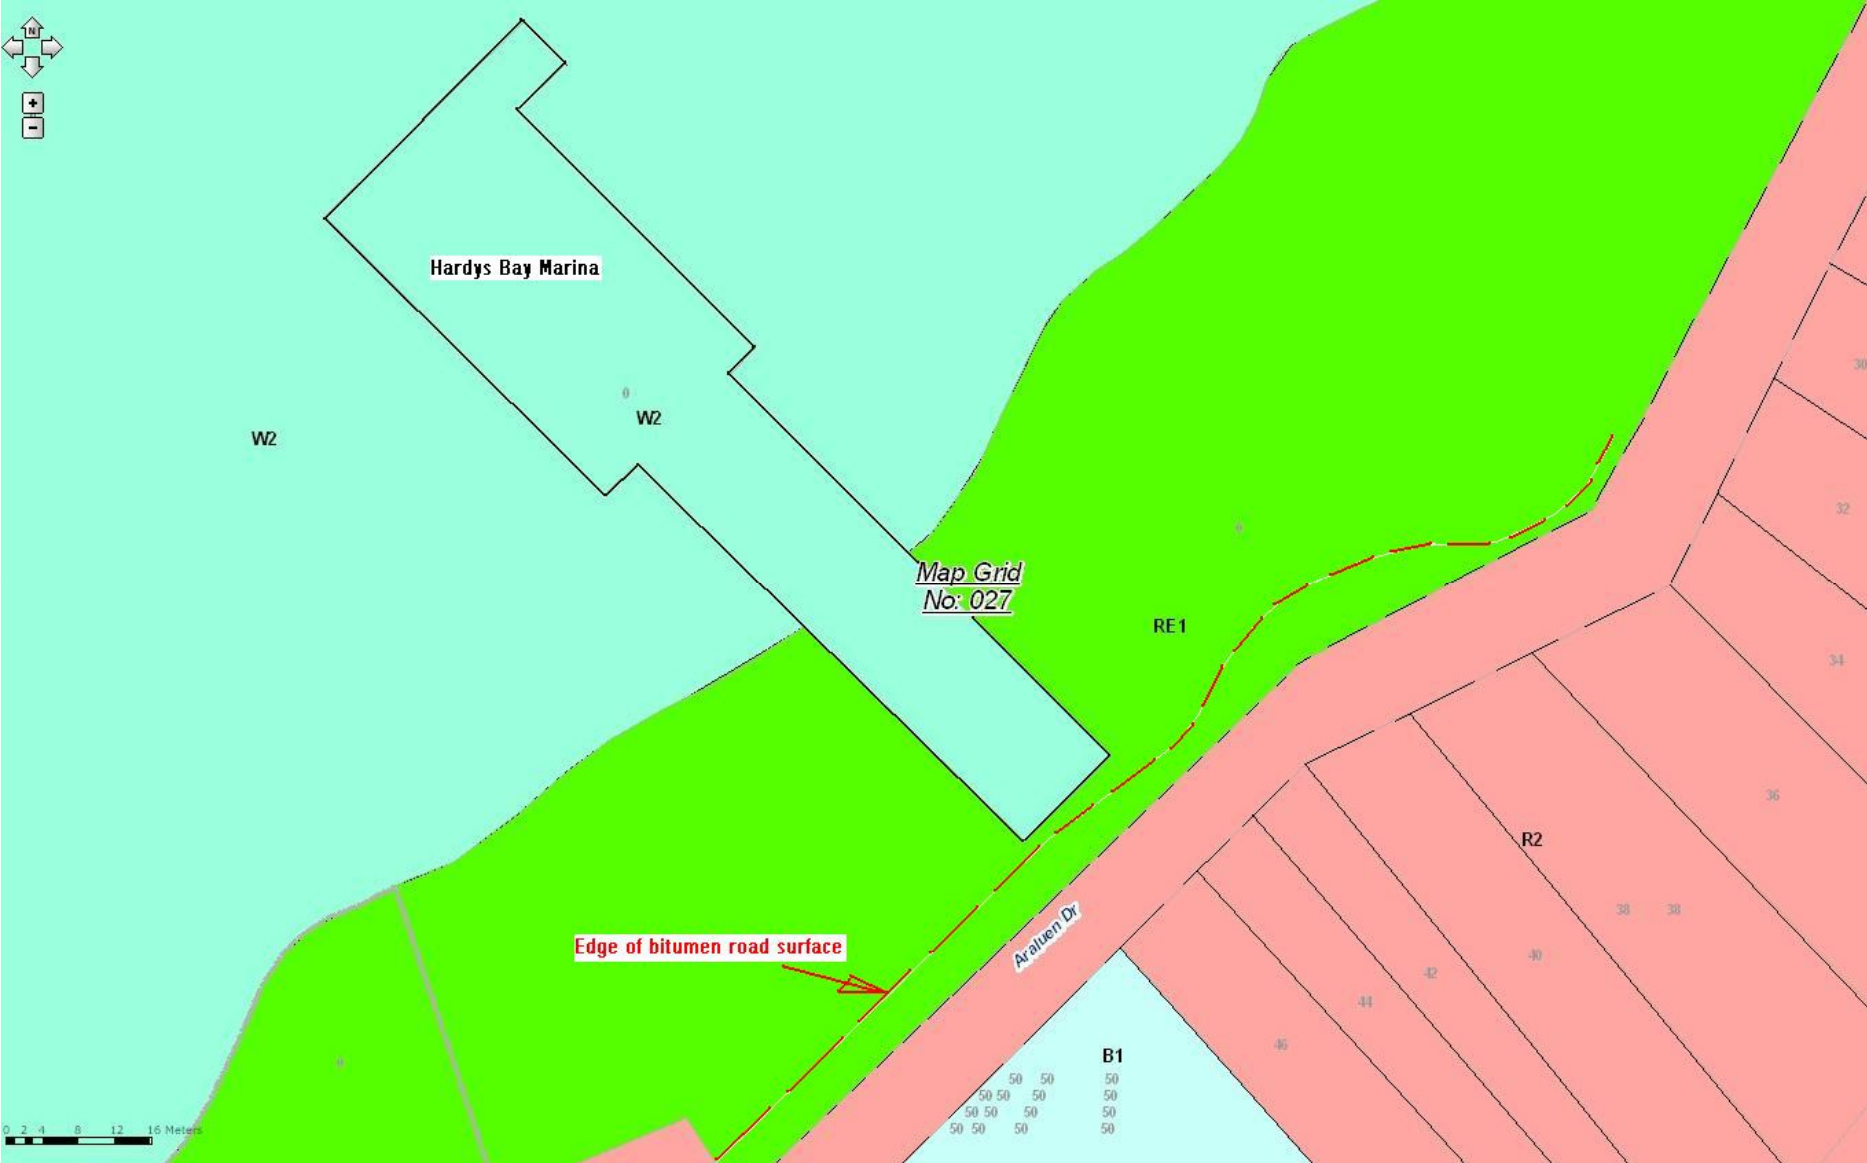 N
+
-
Hardys Bay Marina
0
W2
W2
30
32
0
Map Grid
No: 027
RE1
34
36
R2
38 38
Araluen Dr
40
Edge of bitumen road surface
42
44
46
0
B1
50 50 50
50 50 50 50
50 50 50 50
50 50 50 50
0 2 4 8 12 16 Meters